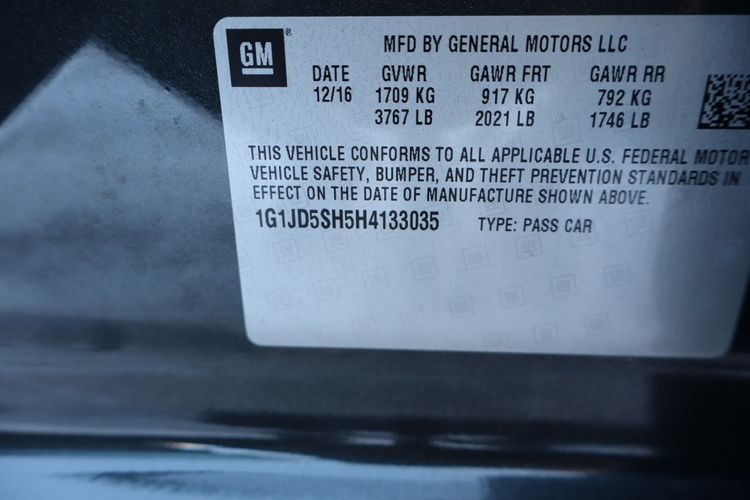 GM
MFD BY GENERAL MOTORS LLC
DATE GVWR GAWR FRT GAWR RR
12/16 1709 KG 917 KG 792 KG
3767 LB 2021 LB 1746 LB
THIS VEHICLE CONFORMS TO ALL APPLICABLE U.S. FEDERAL MOTOR
VEHICLE SAFETY, BUMPER, AND THEFT PREVENTION STANDARDS IN
EFFECT ON THE DATE OF MANUFACTURE SHOWN ABOVE.
1G1JD5SH5H4133035 TYPE: PASS CAR